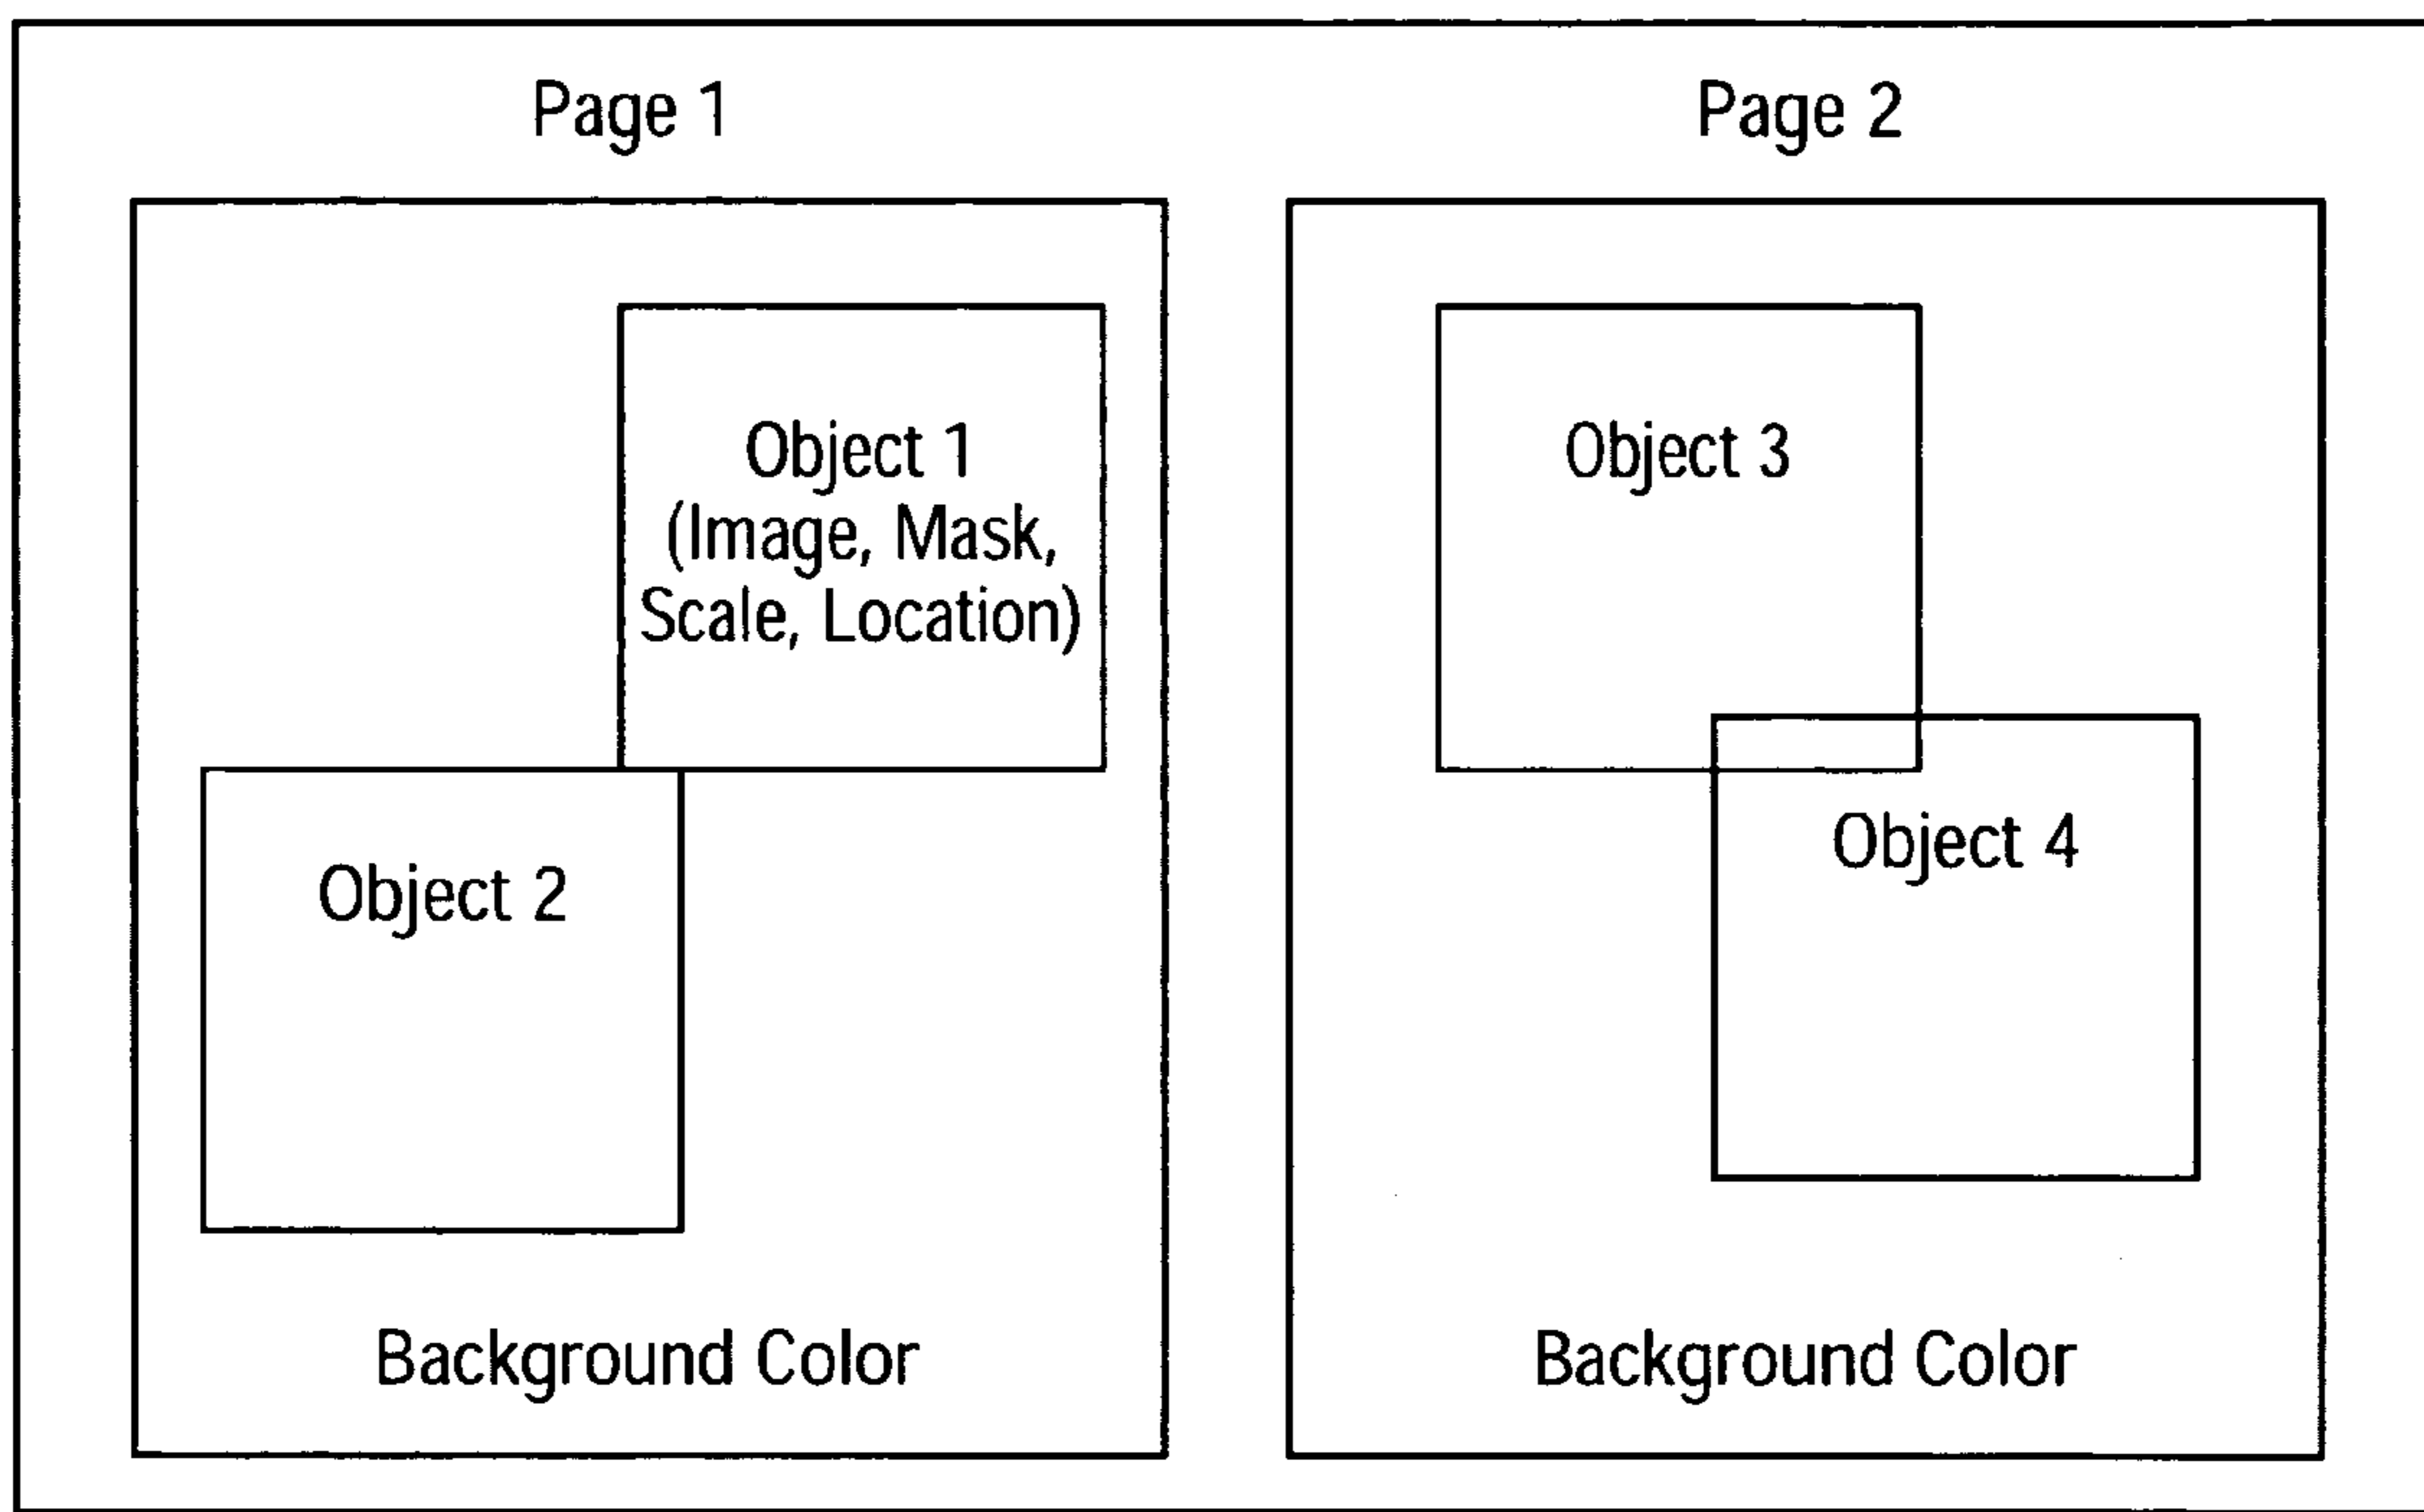 Page 1
Object 1
(Image, Mask,
Scale, Location)
Object 2
Background Color
Page 2
Object 3
Object 4
Background Color